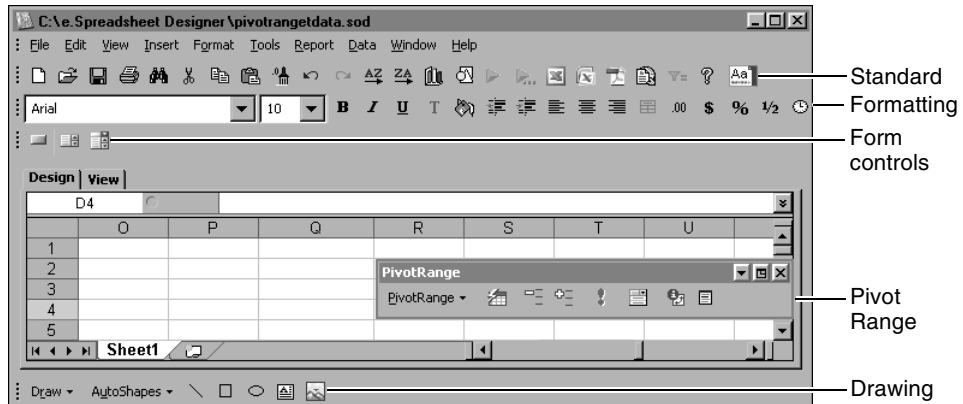 C:\e.Spreadsheet Designer\pivotrangetdata.sod
File Edit View Insert Format Tools Report Data Window Help
Aa
Standard
Arial 10 B I U T .00 $ % 1/2
Formatting
Form
controls
Design View
D4
O P Q R S T U
1
2
PivotRange
3
PivotRange
4
5
Pivot
Range
Sheet1
Draw AutoShapes
Drawing